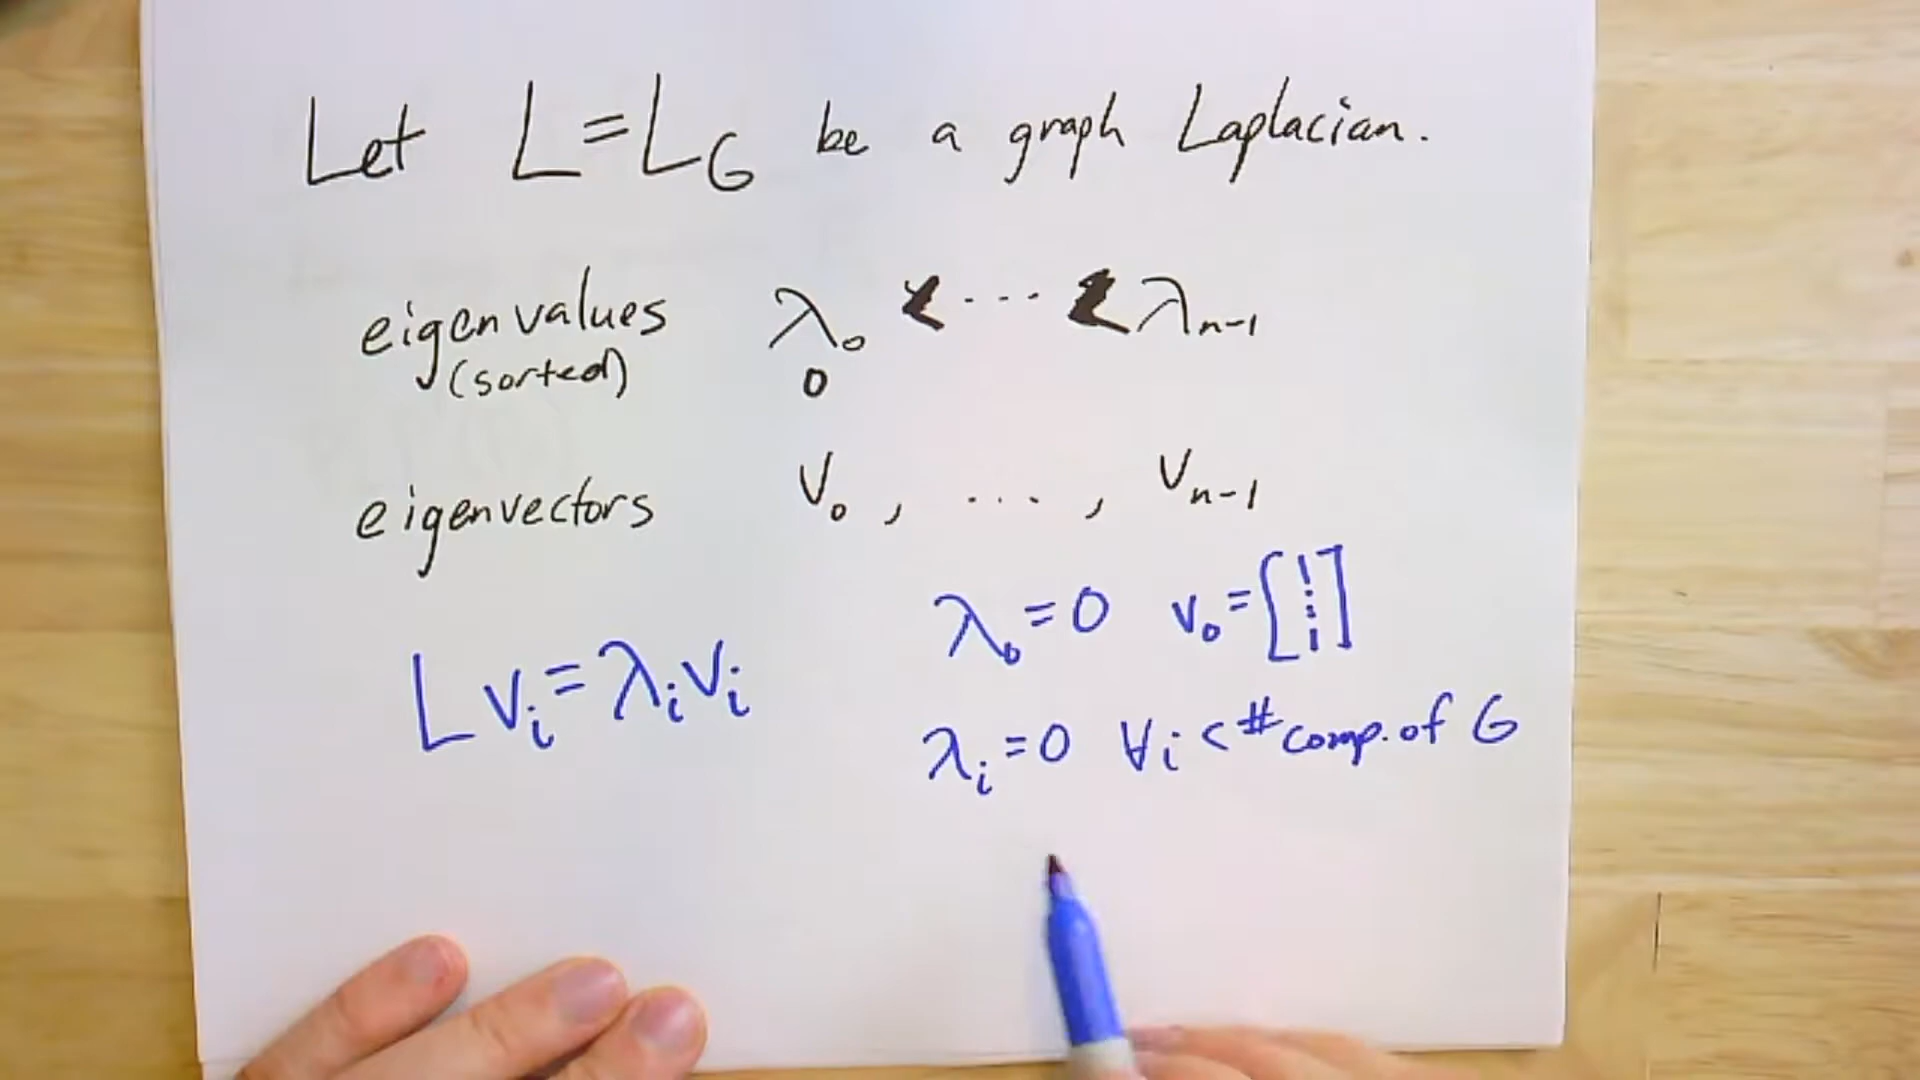 Let L=L_G be a graph Laplacian.
eigenvalues λ₀ < ··· < λₙ₋₁
(sorted) 0
eigenvectors v₀ , ... , vₙ₋₁
λ₀=0 v₀=[1⋮1]
Lvᵢ=λᵢvᵢ
λᵢ=0 ∀i<#comp. of G